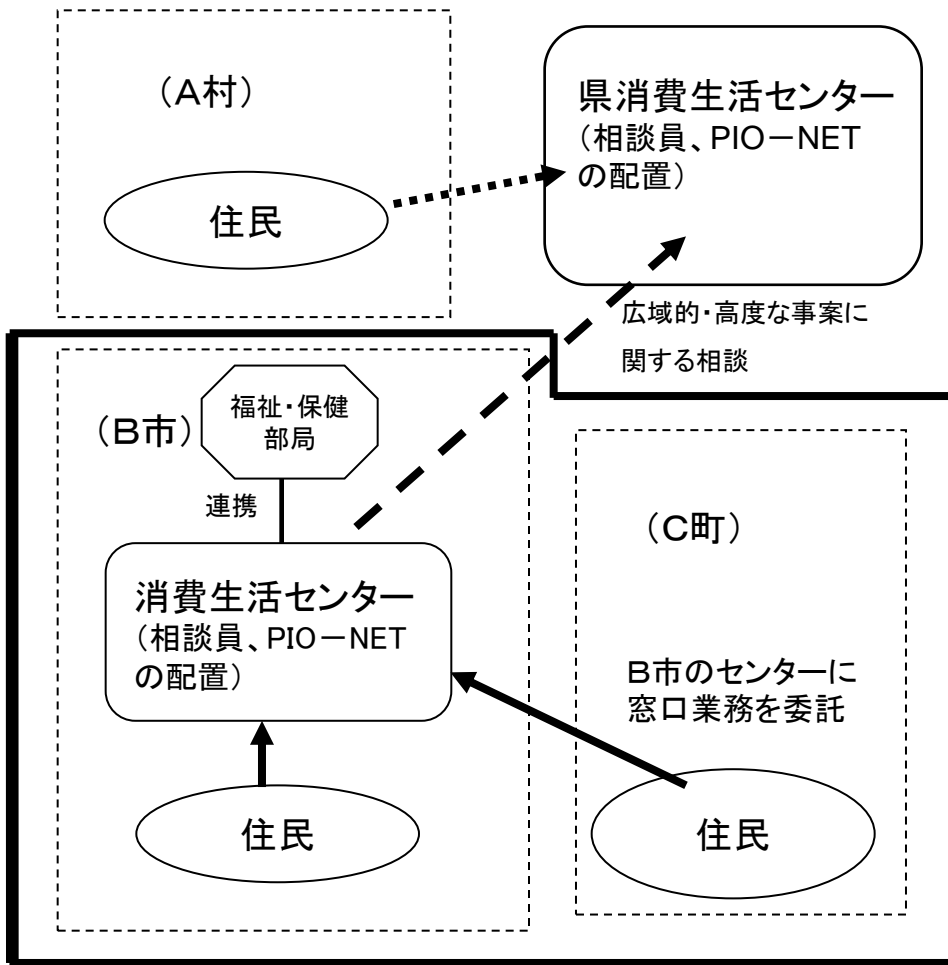 （A村）
住民
県消費生活センター
（相談員、PIO－NET
の配置）
広域的・高度な事案に
関する相談
（B市）
福祉・保健
部局
連携
消費生活センター
（相談員、PIO－NET
の配置）
住民
（C町）
B市のセンターに
窓口業務を委託
住民